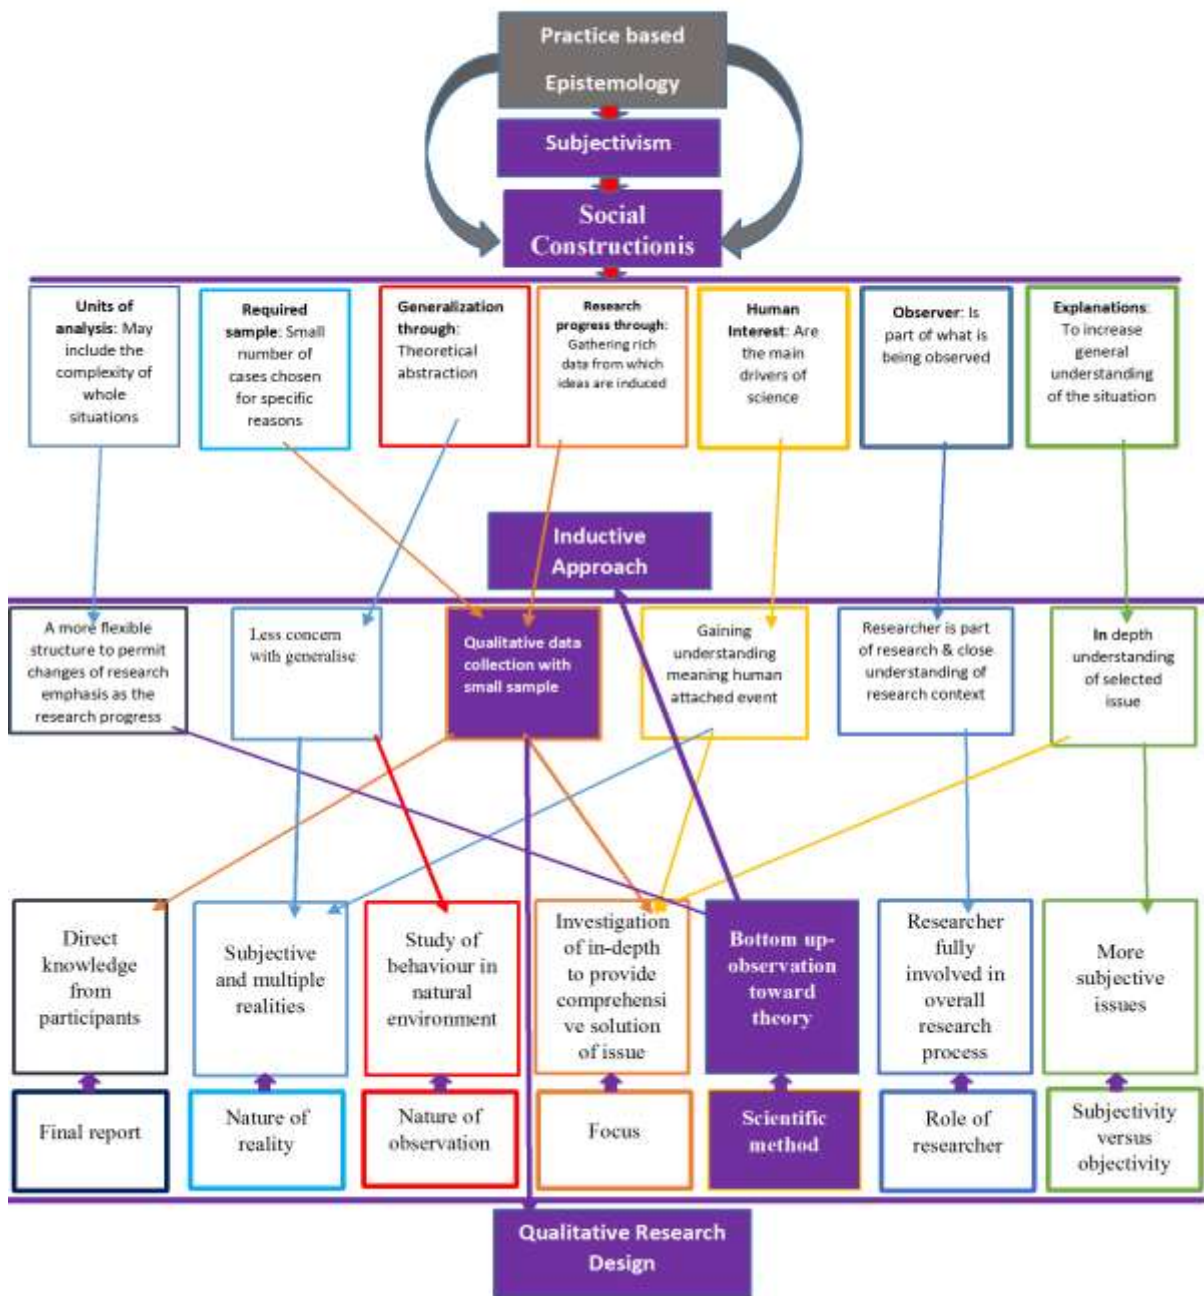 Practice based
Epistemology
Subjectivism
Social
Constructionis
Units of
analysis: May
include the
complexity of
whole
situations
Required
sample: Small
number of
cases chosen
for specific
reasons
Generalization
through:
Theoretical
abstraction
Research
progress through:
Gathering rich
data from which
ideas are induced
Human
Interest: Are
the main
drivers of
science
Observer: Is
part of what is
being observed
Explanations:
To increase
general
understanding
of the situation
Inductive
Approach
A more flexible
structure to permit
changes of research
emphasis as the
research progress
Less concern
with generalise
Qualitative data
collection with
small sample
Gaining
understanding
meaning human
attached event
Researcher is part
of research & close
understanding of
research context
In depth
understanding
of selected
issue
Direct
knowledge
from
participants
Subjective
and multiple
realities
Study of
behaviour in
natural
environment
Investigation
of in-depth
to provide
comprehensi
ve solution
of issue
Bottom up-
observation
toward
theory
Researcher
fully
involved in
overall
research
process
More
subjective
issues
Final report
Nature of
reality
Nature of
observation
Focus
Scientific
method
Role of
researcher
Subjectivity
versus
objectivity
Qualitative Research
Design